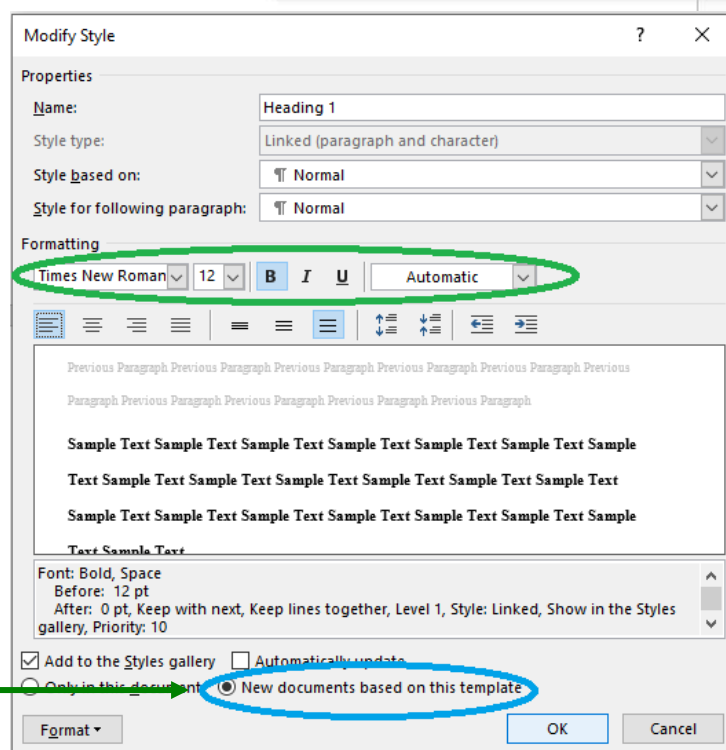 Modify Style ? ×
Properties
Name: Heading 1
Style type: Linked (paragraph and character)
Style based on: ¶ Normal
Style for following paragraph: ¶ Normal
Formatting
Times New Roman 12 B I U Automatic
Previous Paragraph Previous Paragraph Previous Paragraph Previous Paragraph Previous Paragraph Previous
Paragraph Previous Paragraph Previous Paragraph Previous Paragraph Previous Paragraph
Sample Text Sample Text Sample Text Sample Text Sample Text Sample Text Sample
Text Sample Text Sample Text Sample Text Sample Text Sample Text Sample Text
Sample Text Sample Text Sample Text Sample Text Sample Text Sample Text Sample
Text Sample Text
Font: Bold, Space
Before: 12 pt
After: 0 pt, Keep with next, Keep lines together, Level 1, Style: Linked, Show in the Styles
gallery, Priority: 10
Add to the Styles gallery Automatically update
Only in this document New documents based on this template
Format OK Cancel